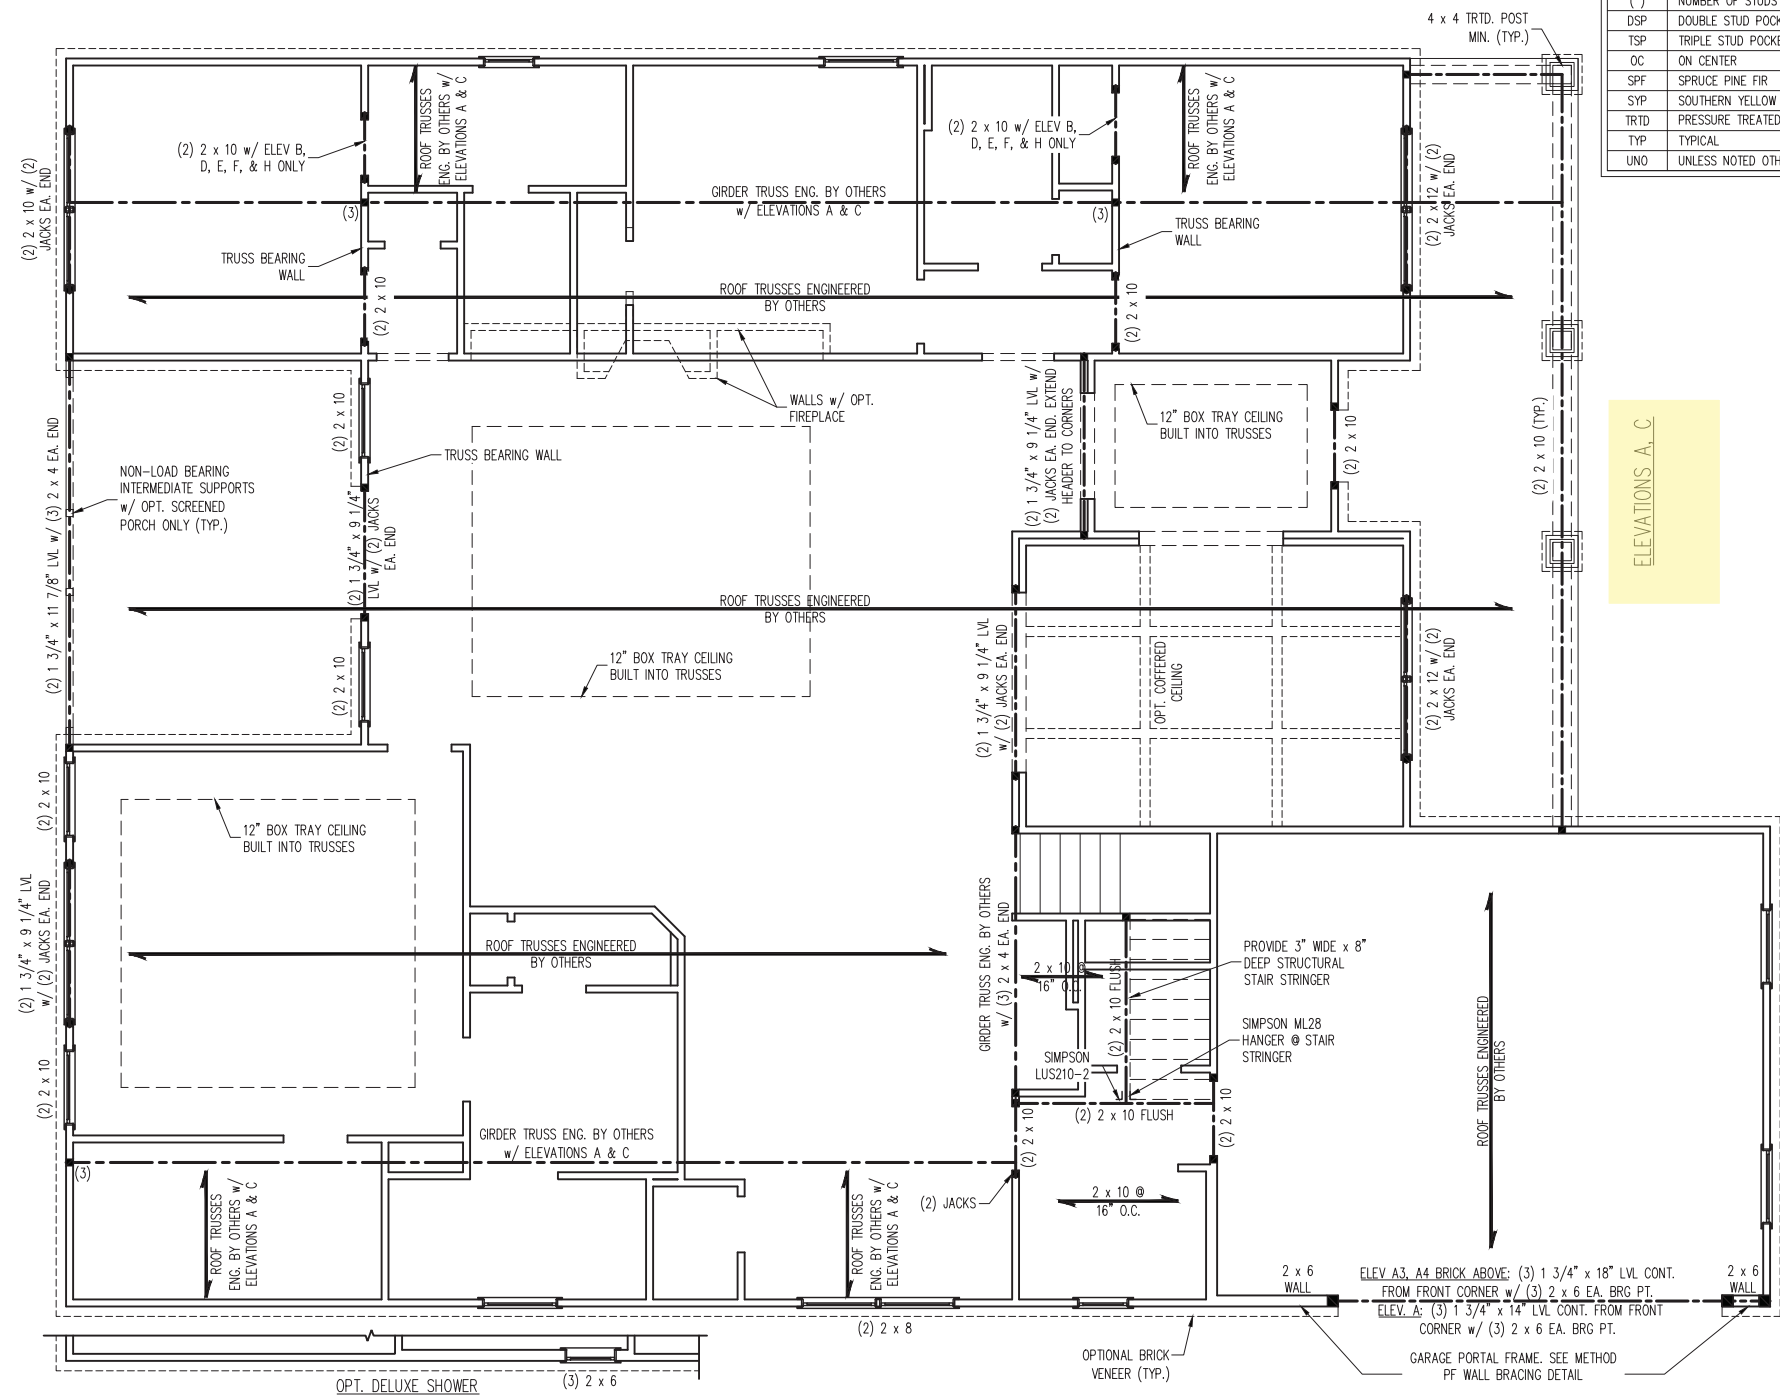 4 x 4 TRTD. POST
MIN. (TYP.)
NUMBER OF STUDS
DSP DOUBLE STUD
TSP TRIPLE STUD
OC ON CENTER
SPF SPRUCE PINE FIR
SYP SOUTHERN YELLOW
TRTD PRESSURE TREATED
TYP TYPICAL
UNO UNLESS NOTED
(2) 2 x 10 w/ ELEV B,
D, E, F, & H ONLY
ROOF TRUSSES
ENG. BY OTHERS w/
ELEVATIONS A & C
(2) 2 x 10 w/ ELEV B,
D, E, F, & H ONLY
ROOF TRUSSES
ENG. BY OTHERS w/
ELEVATIONS A & C
(2) 2 x 10 w/ (2)
JACKS EA. END
(3)
GIRDER TRUSS ENG. BY OTHERS
w/ ELEVATIONS A & C
(3)
(2) 2 x 12 w/ (2)
JACKS EA. END
TRUSS BEARING
WALL
TRUSS BEARING
WALL
(2) 2 x 10
ROOF TRUSSES ENGINEERED
BY OTHERS
(2) 2 x 10
WALLS w/ OPT.
FIREPLACE
(2) 2 x 10
TRUSS BEARING WALL
(2) 1 3/4" x 9 1/4" LVL w/
(2) JACKS EA. END. EXTEND
HEADER TO CORNERS
12" BOX TRAY CEILING
BUILT INTO TRUSSES
(2) 2 x 10
(2) 2 x 10 (TYP.)
ELEVATIONS A, C
(2) 1 3/4" x 11 7/8" LVL w/ (3) 2 x 4 EA. END
NON-LOAD BEARING
INTERMEDIATE SUPPORTS
w/ OPT. SCREENED
PORCH ONLY (TYP.)
(2) 1 3/4" x 9 1/4"
LVL w/ (2) JACKS
EA. END
ROOF TRUSSES ENGINEERED
BY OTHERS
(2) 2 x 10
12" BOX TRAY CEILING
BUILT INTO TRUSSES
(2) 1 3/4" x 9 1/4" LVL
w/ (2) JACKS EA. END
OPT. COFFERED
CEILING
(2) 2 x 12 w/ (2)
JACKS EA. END
(2) 2 x 10
12" BOX TRAY CEILING
BUILT INTO TRUSSES
(2) 1 3/4" x 9 1/4" LVL
w/ (2) JACKS EA. END
ROOF TRUSSES ENGINEERED
BY OTHERS
GIRDER TRUSS ENG. BY OTHERS
w/ (3) 2 x 4 EA. END
2 x 10 @
16" O.C.
(2) 2 x 10 FLUSH
PROVIDE 3" WIDE x 8"
DEEP STRUCTURAL
STAIR STRINGER
SIMPSON ML28
HANGER @ STAIR
STRINGER
SIMPSON
LUS210-2
(2) 2 x 10
ROOF TRUSSES ENGINEERED
BY OTHERS
(2) 2 x 10 FLUSH
(2) 2 x 10
(2) 2 x 10
GIRDER TRUSS ENG. BY OTHERS
w/ ELEVATIONS A & C
(3)
ROOF TRUSSES
ENG. BY OTHERS w/
ELEVATIONS A & C
ROOF TRUSSES
ENG. BY OTHERS w/
ELEVATIONS A & C
(2) JACKS
2 x 10 @
16" O.C.
2 x 6
WALL
ELEV A3, A4 BRICK ABOVE: (3) 1 3/4" x 18" LVL CONT.
FROM FRONT CORNER w/ (3) 2 x 6 EA. BRG PT.
ELEV. A: (3) 1 3/4" x 14" LVL CONT. FROM FRONT
CORNER w/ (3) 2 x 6 EA. BRG PT.
2 x 6
WALL
(2) 2 x 8
OPTIONAL BRICK
VENEER (TYP.)
GARAGE PORTAL FRAME. SEE METHOD
PF WALL BRACING DETAIL
OPT. DELUXE SHOWER
(3) 2 x 6